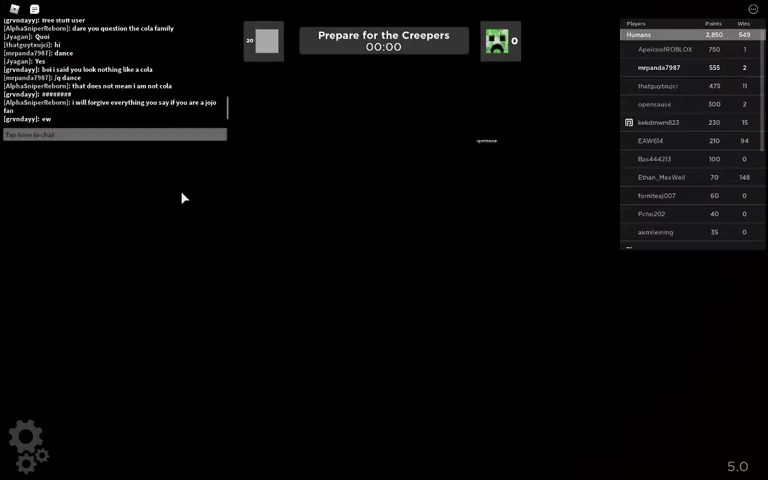 [grvndayy]: free stuff user
[AlphaSniperReborn]: dare you question the cola family
[Jyagan]: Quoi
[thatguytxujci]: hi
[mrpanda7987]: dance
[Jyagan]: Yes
[grvndayy]: boi i said you look nothing like a cola
[mrpanda7987]: /q dance
[AlphaSniperReborn]: that does not mean i am not cola
[grvndayy]: ########
[AlphaSniperReborn]: i will forgive everything you say if you are a jojo
fan
[grvndayy]: ew
Tap here to chat
20
Prepare for the Creepers
00:00
0
opensause
Players Points Wins
Humans 2,850 549
ApeiceofROBLOX 750 1
mrpanda7987 555 2
thatguytxujci 475 11
opensause 300 2
kekdmwm823 230 15
EAW614 210 94
Bas444213 100 0
Ethan_MaxWell 70 148
forniteaj007 60 0
Pcho202 40 0
akmileining 35 0
5.0